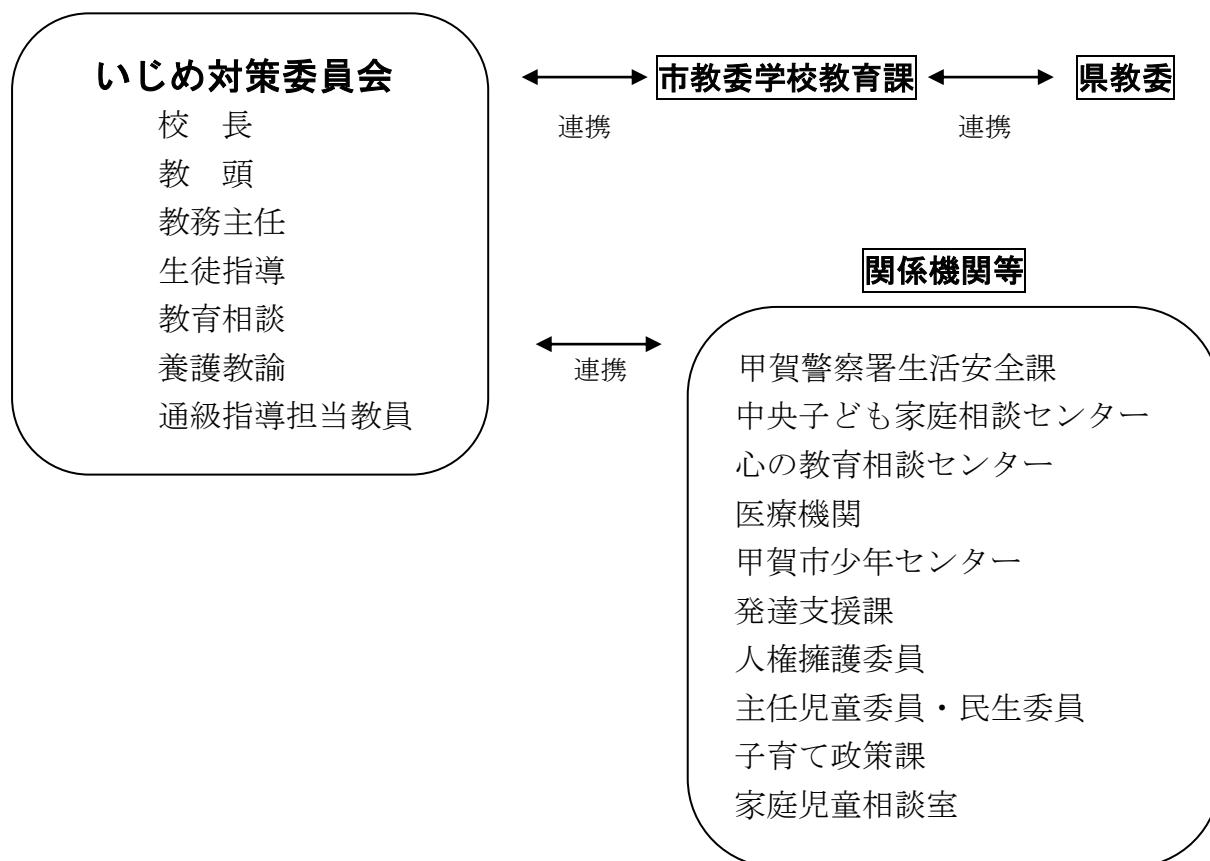 いじめ対策委員会
校　長
教　頭
教務主任
生徒指導
教育相談
養護教諭
通級指導担当教員
連携
市教委学校教育課
連携
県教委
連携
関係機関等
甲賀警察署生活安全課
中央子ども家庭相談センター
心の教育相談センター
医療機関
甲賀市少年センター
発達支援課
人権擁護委員
主任児童委員・民生委員
子育て政策課
家庭児童相談室